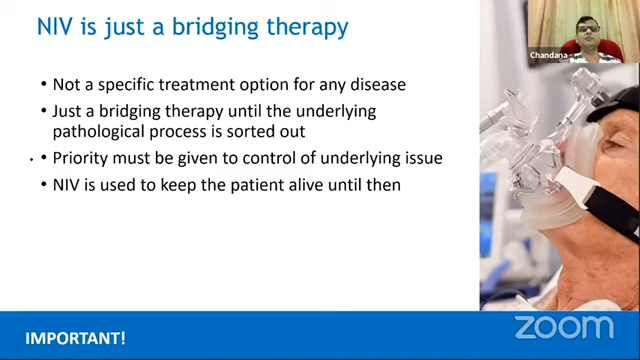 NIV is just a bridging therapy
Chandana
• Not a specific treatment option for any disease
• Just a bridging therapy until the underlying
pathological process is sorted out
• Priority must be given to control of underlying issue
• NIV is used to keep the patient alive until then
IMPORTANT!
zoom